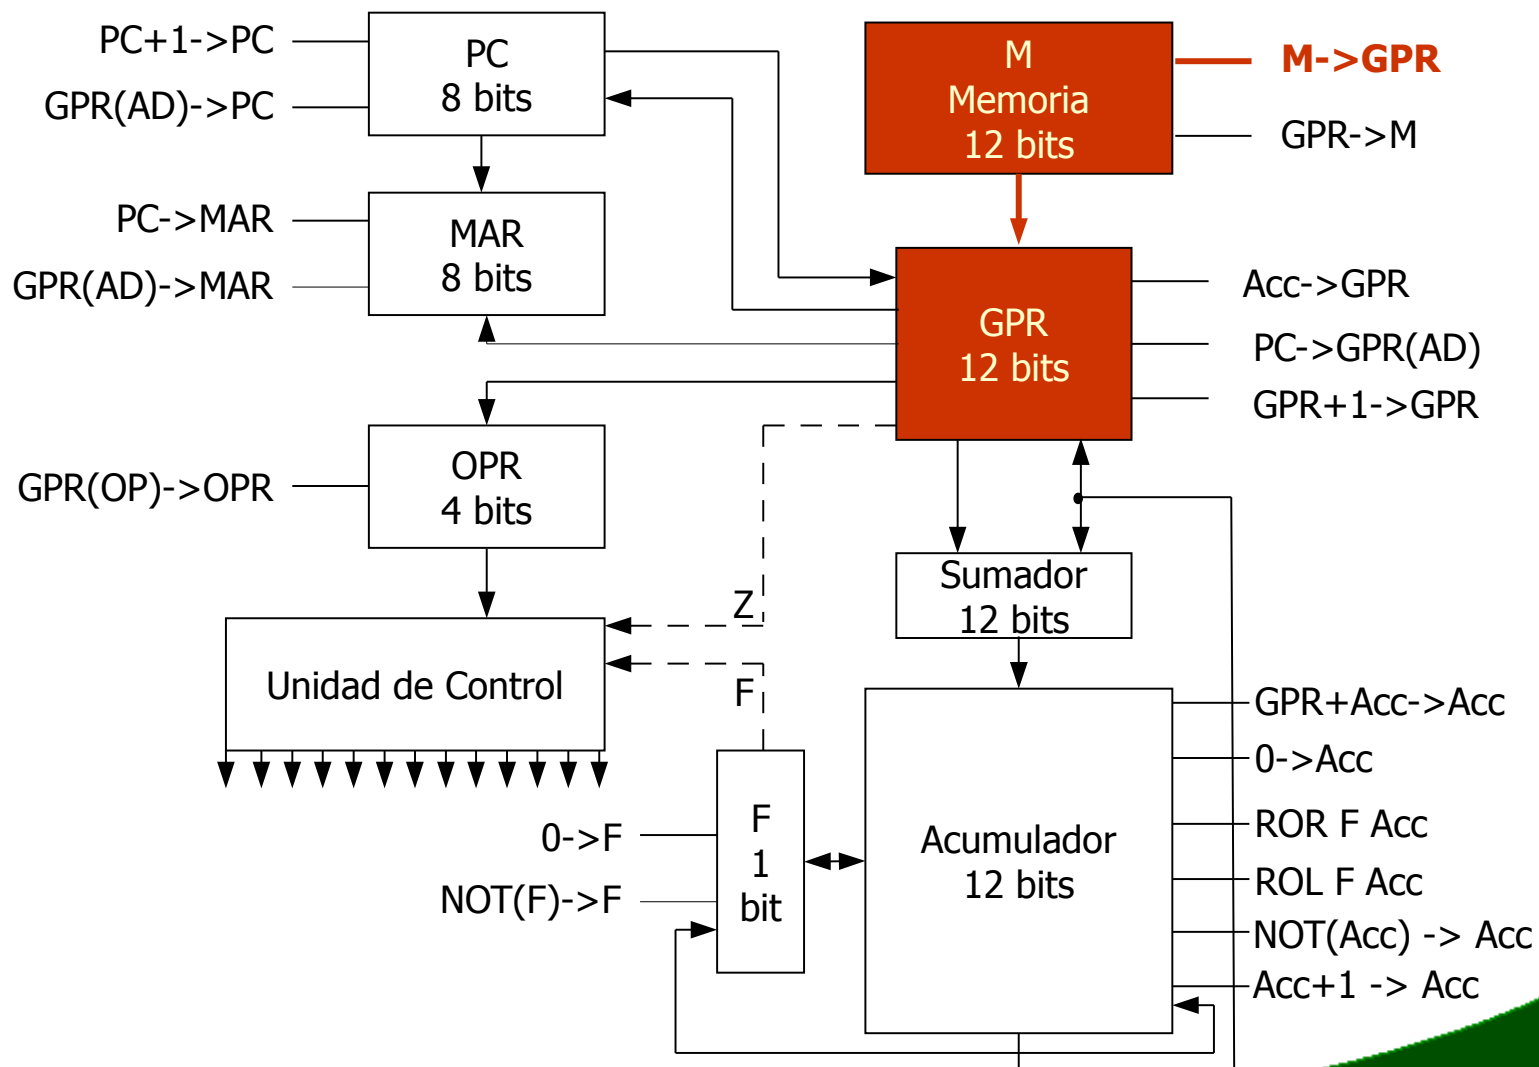 PC+1->PC
GPR(AD)->PC
PC
8 bits
M
Memoria
12 bits
M->GPR
GPR->M
PC->MAR
GPR(AD)->MAR
MAR
8 bits
GPR
12 bits
Acc->GPR
PC->GPR(AD)
GPR+1->GPR
GPR(OP)->OPR
OPR
4 bits
Sumador
12 bits
Z
F
Unidad de Control
0->F
NOT(F)->F
F
1
bit
Acumulador
12 bits
GPR+Acc->Acc
0->Acc
ROR F Acc
ROL F Acc
NOT(Acc) -> Acc
Acc+1 -> Acc